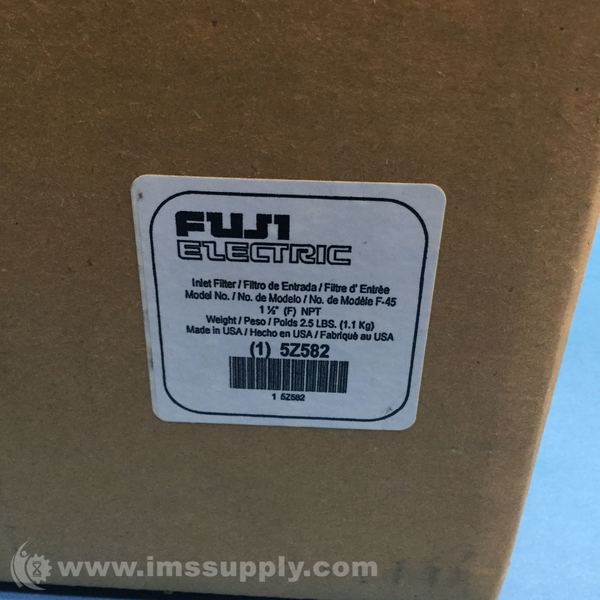 FUJI
ELECTRIC
Inlet Filter / Filtro de Entrada / Filtre d' Entrèe
Model No. / No. de Modelo / No. de Modèle F-45
1 ½" (F) NPT
Weight / Peso / Poids 2.5 LBS. (1.1 Kg)
Made in USA / Hecho en USA / Fabriqué au USA
(1) 5Z582
1 5Z582
www.imssupply.com